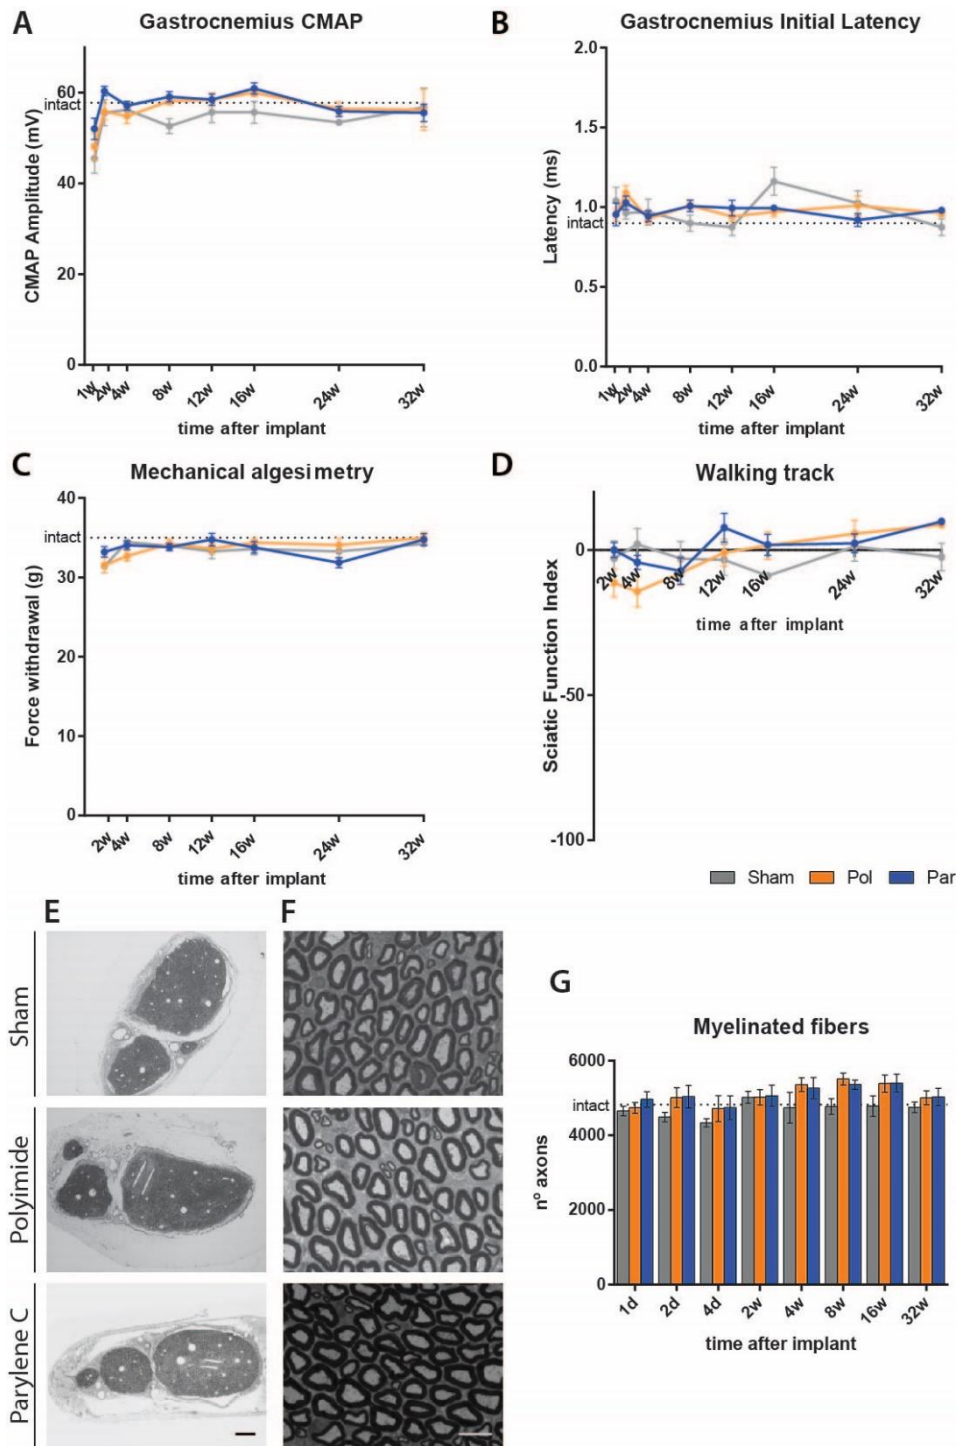 A
Gastrocnemius CMAP
CMAP Amplitude (mV)
60
intact
40
20
0
1w 2w 4w 8w 12w 16w 24w 32w
time after implant
B
Gastrocnemius Initial Latency
Latency (ms)
2.0
1.5
1.0
intact
0.5
0.0
1w 2w 4w 8w 12w 16w 24w 32w
time after implant
C
Mechanical algesimetry
Force withdrawal (g)
40
intact
30
20
10
0
2w 4w 8w 12w 16w 24w 32w
time after implant
D
Walking track
Sciatic Function Index
0
-50
-100
2w 4w 8w 12w 16w 24w 32w
time after implant
Sham Pol Par
E
F
Sham
Polyimide
Parylene C
G
Myelinated fibers
nº axons
6000
intact
4000
2000
0
1d 2d 4d 2w 4w 8w 16w 32w
time after implant